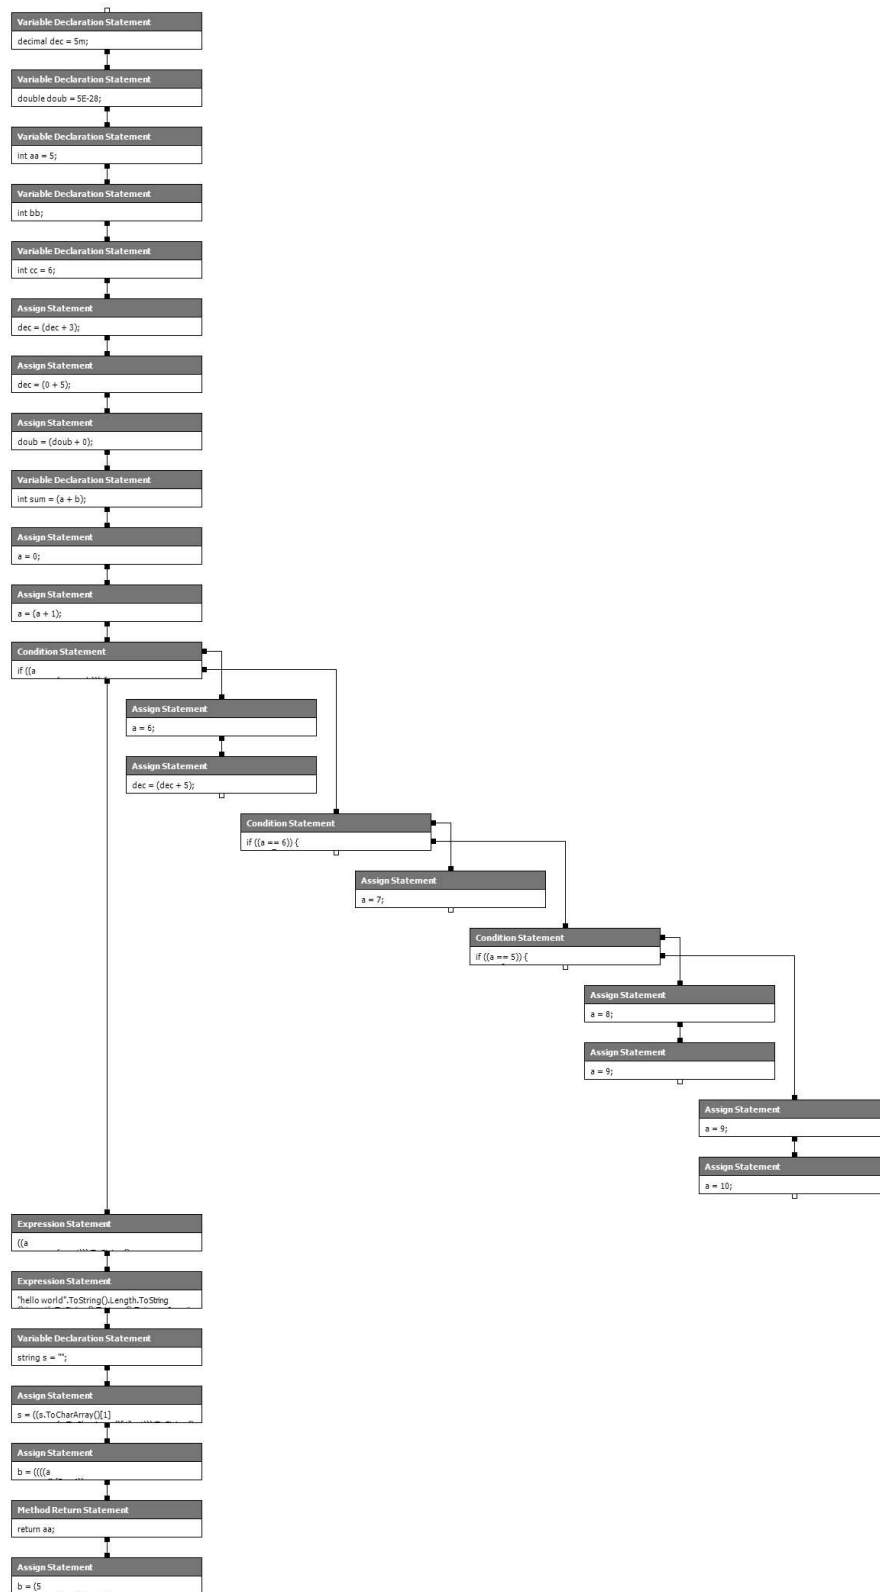 Variable Declaration Statement
decimal dec = 5m;
Variable Declaration Statement
double doub = 5E-28;
Variable Declaration Statement
int aa = 5;
Variable Declaration Statement
int bb;
Variable Declaration Statement
int cc = 6;
Assign Statement
dec = (dec + 3);
Assign Statement
dec = (0 + 5);
Assign Statement
doub = (doub + 0);
Variable Declaration Statement
int sum = (a + b);
Assign Statement
a = 0;
Assign Statement
a = (a + 1);
Condition Statement
if ((a
Assign Statement
a = 6;
Assign Statement
dec = (dec + 5);
Condition Statement
if ((a == 6)) {
Assign Statement
a = 7;
Condition Statement
if ((a == 5)) {
Assign Statement
a = 8;
Assign Statement
a = 9;
Assign Statement
a = 9;
Assign Statement
a = 10;
Expression Statement
((a
Expression Statement
"hello world".ToString().Length.ToString
Variable Declaration Statement
string s = "";
Assign Statement
s = ((s.ToCharArray()[1]
Assign Statement
b = ((((a
Method Return Statement
return aa;
Assign Statement
b = (5